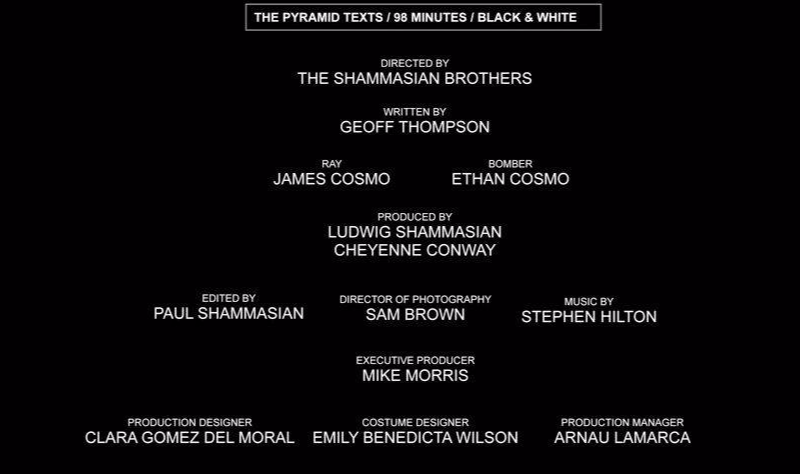 THE PYRAMID TEXTS / 98 MINUTES / BLACK & WHITE
DIRECTED BY
THE SHAMMASIAN BROTHERS
WRITTEN BY
GEOFF THOMPSON
RAY
JAMES COSMO
BOMBER
ETHAN COSMO
PRODUCED BY
LUDWIG SHAMMASIAN
CHEYENNE CONWAY
EDITED BY
PAUL SHAMMASIAN
DIRECTOR OF PHOTOGRAPHY
SAM BROWN
MUSIC BY
STEPHEN HILTON
EXECUTIVE PRODUCER
MIKE MORRIS
PRODUCTION DESIGNER
CLARA GOMEZ DEL MORAL
COSTUME DESIGNER
EMILY BENEDICTA WILSON
PRODUCTION MANAGER
ARNAU LAMARCA